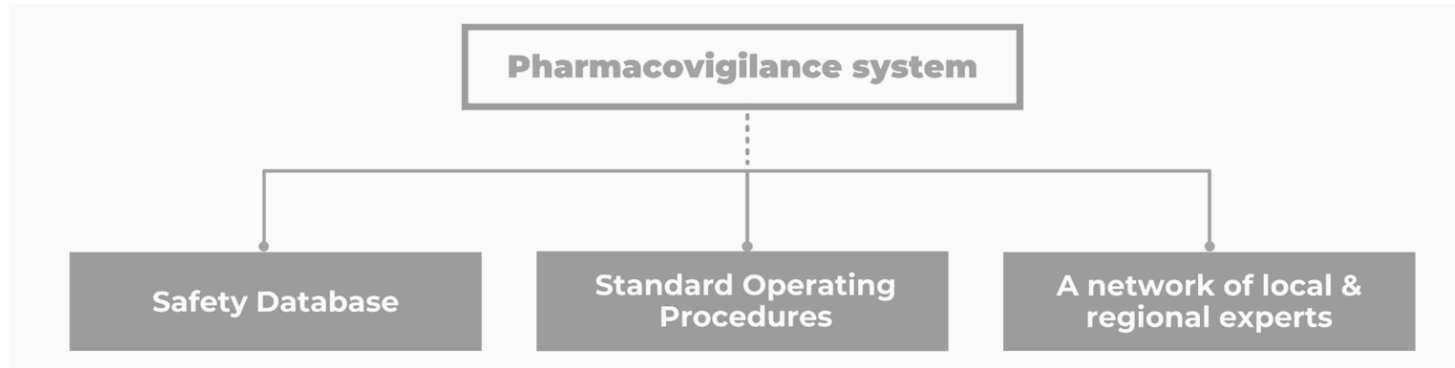 Pharmacovigilance system
Safety Database
Standard Operating
Procedures
A network of local &
regional experts